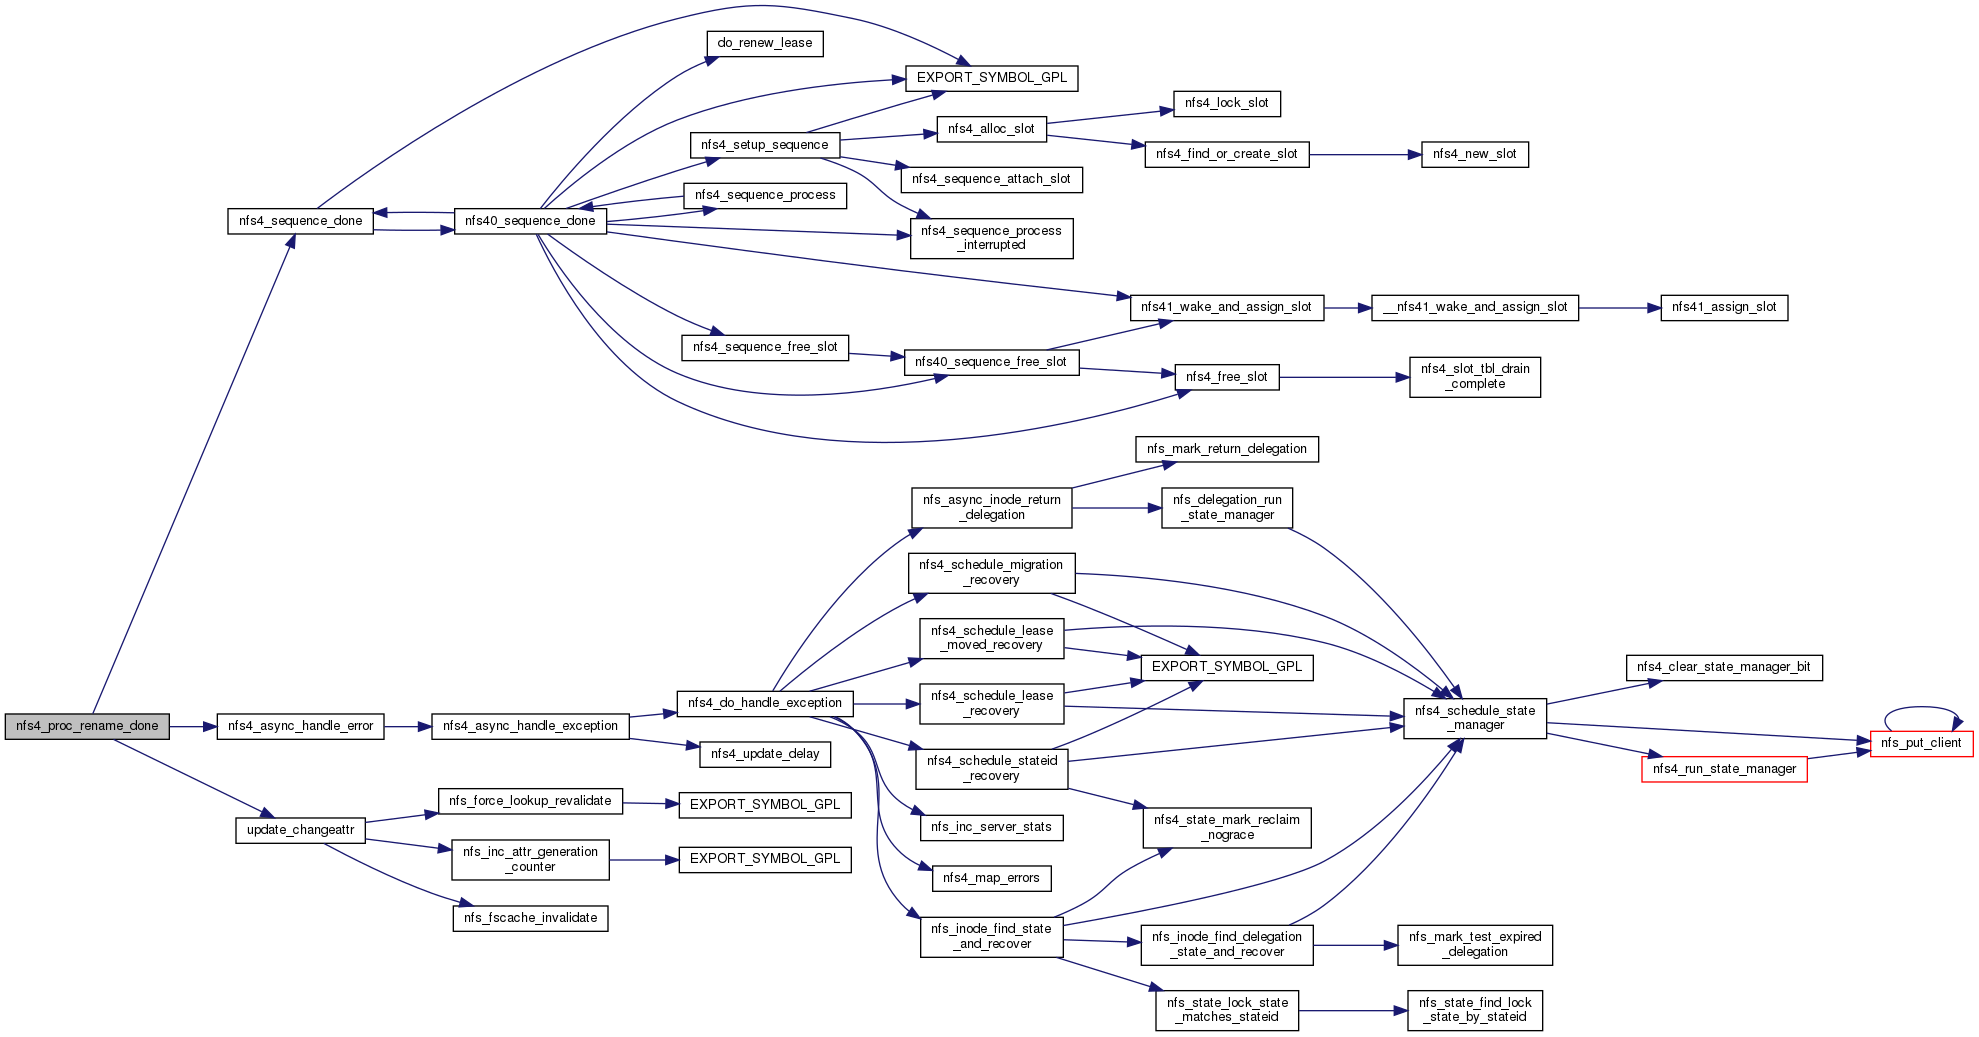 do_renew_lease
EXPORT_SYMBOL_GPL
nfs4_lock_slot
nfs4_alloc_slot
nfs4_setup_sequence
nfs4_find_or_create_slot
nfs4_new_slot
nfs4_sequence_attach_slot
nfs4_sequence_process
nfs4_sequence_done
nfs40_sequence_done
nfs4_sequence_process
_interrupted
nfs41_wake_and_assign_slot
__nfs41_wake_and_assign_slot
nfs41_assign_slot
nfs4_sequence_free_slot
nfs40_sequence_free_slot
nfs4_free_slot
nfs4_slot_tbl_drain
_complete
nfs_mark_return_delegation
nfs_async_inode_return
_delegation
nfs_delegation_run
_state_manager
nfs4_schedule_migration
_recovery
nfs4_schedule_lease
_moved_recovery
EXPORT_SYMBOL_GPL
nfs4_clear_state_manager_bit
nfs4_schedule_lease
_recovery
nfs4_do_handle_exception
nfs4_schedule_state
_manager
nfs4_proc_rename_done
nfs4_async_handle_error
nfs4_async_handle_exception
nfs_put_client
nfs4_update_delay
nfs4_schedule_stateid
_recovery
nfs4_run_state_manager
nfs_force_lookup_revalidate
EXPORT_SYMBOL_GPL
update_changeattr
nfs_inc_server_stats
nfs4_state_mark_reclaim
_nograce
nfs_inc_attr_generation
_counter
EXPORT_SYMBOL_GPL
nfs4_map_errors
nfs_fscache_invalidate
nfs_inode_find_state
_and_recover
nfs_inode_find_delegation
_state_and_recover
nfs_mark_test_expired
_delegation
nfs_state_lock_state
_matches_stateid
nfs_state_find_lock
_state_by_stateid